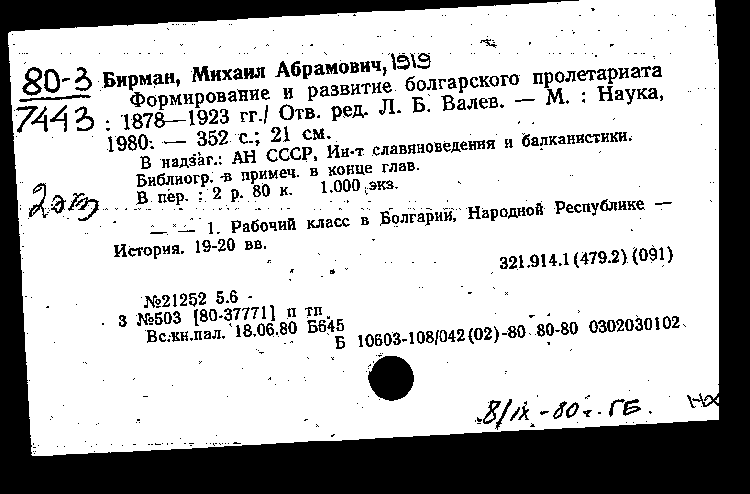 80-3 Бирман, Михаил Абрамович, 1919
7443 Формирование и развитие болгарского пролетариата
: 1878—1923 гг./ Отв. ред. Л. Б. Валев. — М. : Наука,
1980. — 352 с.; 21 см.
В надзаг.: АН СССР, Ин-т славяноведения и балканистики.
Библиогр. в примеч. в конце глав.
В пер. : 2 р. 80 к. 1.000 экз.
2 экз
— — 1. Рабочий класс в Болгарии, Народной Республике —
История. 19-20 вв.
321.914.1(479.2)(091)
№21252 5.6
3 №503 [80-37771] п тп
Вс.кн.пал. 18.06.80 Б645
Б 10603-108/042(02)-80 80-80 0302030102
8/IX-80 г. ГБ.